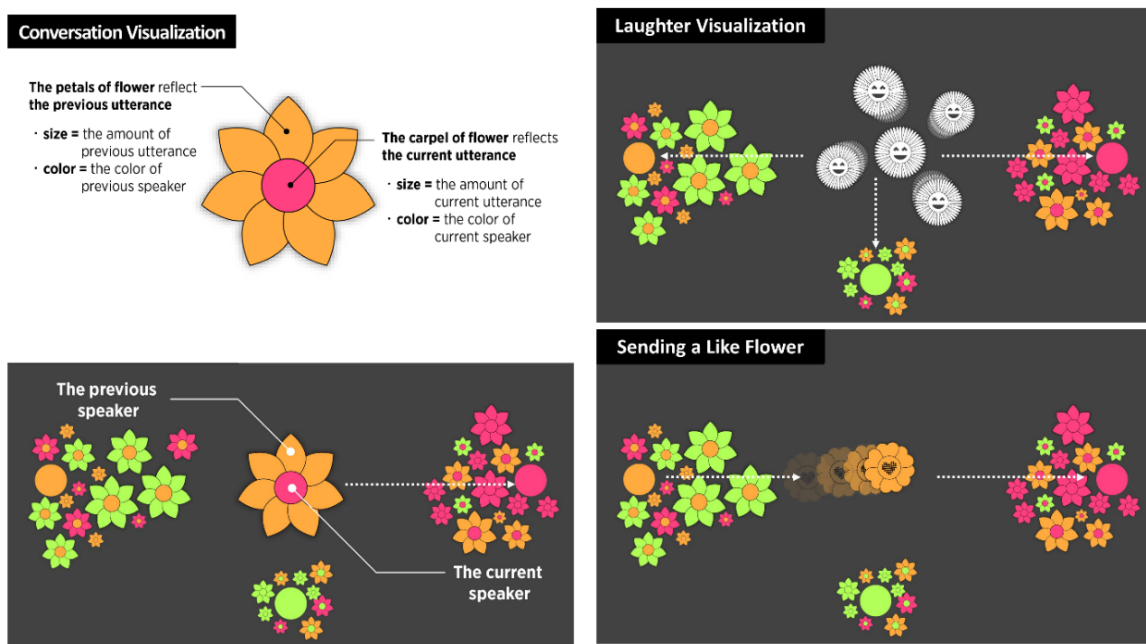 Conversation Visualization
The petals of flower reflect
the previous utterance
· size = the amount of
previous utterance
· color = the color of
previous speaker
The carpel of flower reflects
the current utterance
· size = the amount of
current utterance
· color = the color of
current speaker
The previous
speaker
The current
speaker
Laughter Visualization
Sending a Like Flower